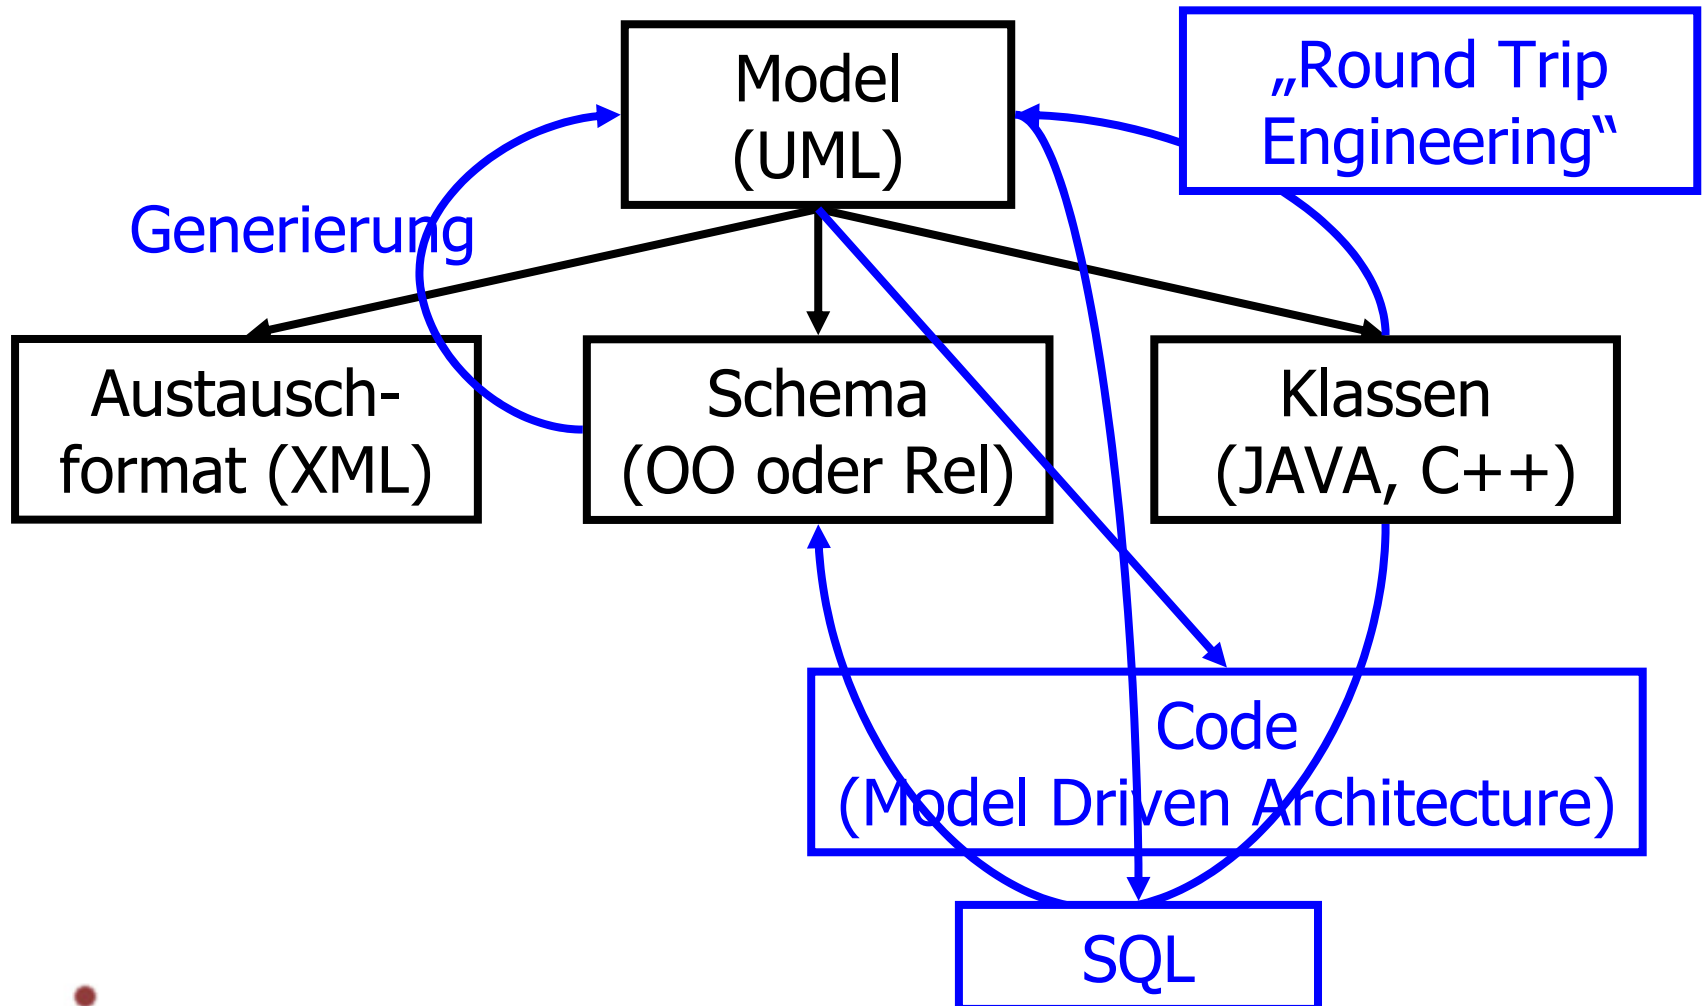 Model
(UML)
„Round Trip
Engineering“
Generierung
Austausch-
format (XML)
Schema
(OO oder Rel)
Klassen
(JAVA, C++)
Code
(Model Driven Architecture)
SQL